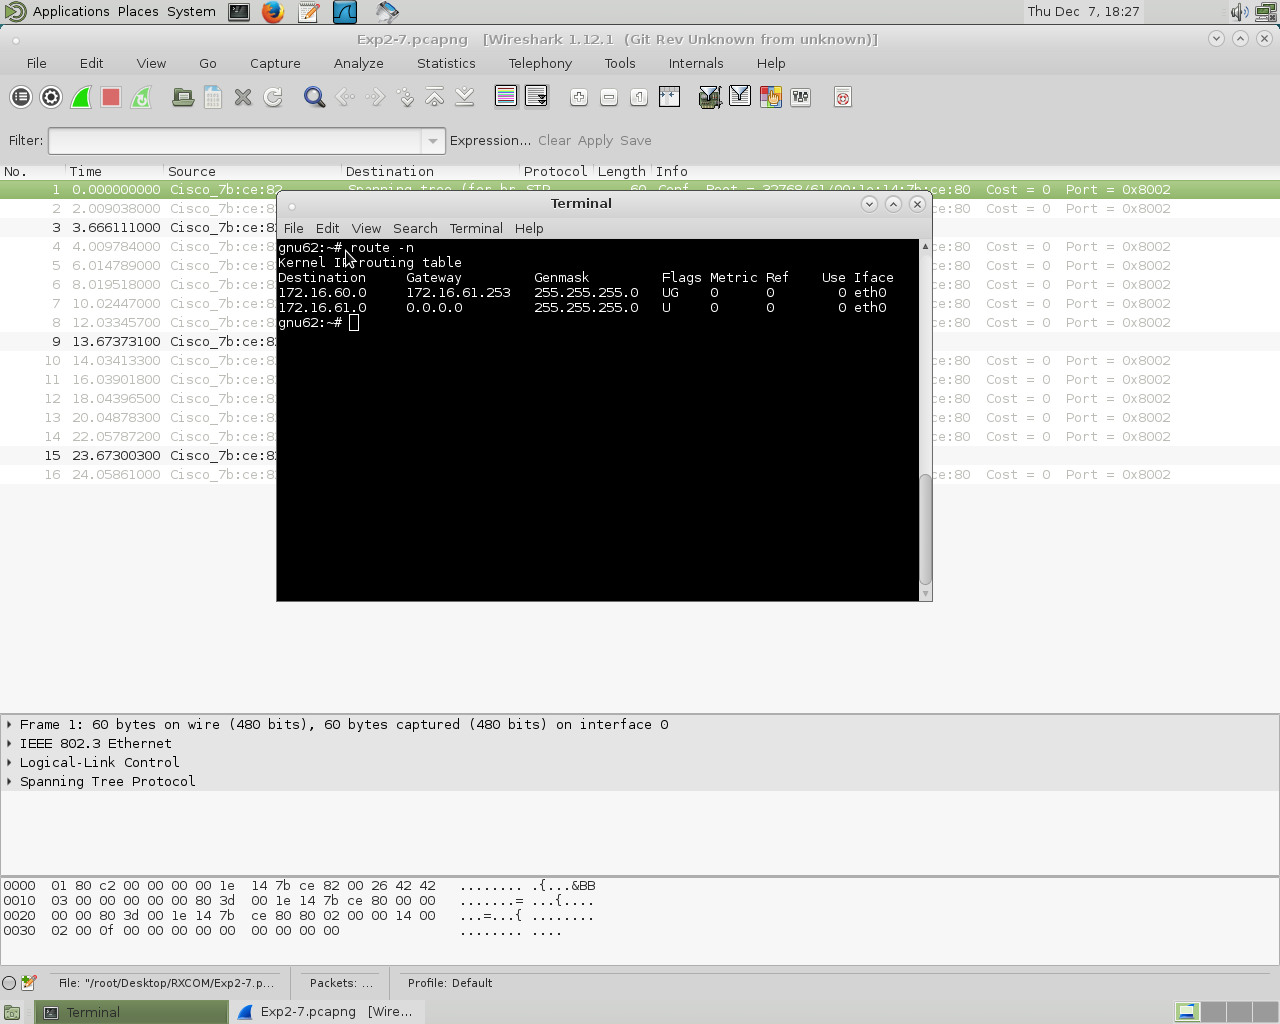 Applications Places System Thu Dec 7, 18:27
Exp2-7.pcapng [Wireshark 1.12.1 (Git Rev Unknown from unknown)]
File Edit View Go Capture Analyze Statistics Telephony Tools Internals Help
Filter: Expression... Clear Apply Save
No. Time Source Destination Protocol Length Info
1 0.000000000 Cisco_7b:ce:82 Spanning-tree-(for-br STP 60 Conf. Root = 32768/61/00:1e:14:7b:ce:80 Cost = 0 Port = 0x8002
2 2.009038000 Cisco_7b:ce:82 ce:80 Cost = 0 Port = 0x8002
3 3.666111000 Cisco_7b:ce:82
4 4.009784000 Cisco_7b:ce:82 ce:80 Cost = 0 Port = 0x8002
5 6.014789000 Cisco_7b:ce:82 ce:80 Cost = 0 Port = 0x8002
6 8.019518000 Cisco_7b:ce:82 ce:80 Cost = 0 Port = 0x8002
7 10.02447000 Cisco_7b:ce:82 ce:80 Cost = 0 Port = 0x8002
8 12.03345700 Cisco_7b:ce:82 ce:80 Cost = 0 Port = 0x8002
9 13.67373100 Cisco_7b:ce:82
10 14.03413300 Cisco_7b:ce:82 ce:80 Cost = 0 Port = 0x8002
11 16.03901800 Cisco_7b:ce:82 ce:80 Cost = 0 Port = 0x8002
12 18.04396500 Cisco_7b:ce:82 ce:80 Cost = 0 Port = 0x8002
13 20.04878300 Cisco_7b:ce:82 ce:80 Cost = 0 Port = 0x8002
14 22.05787200 Cisco_7b:ce:82 ce:80 Cost = 0 Port = 0x8002
15 23.67300300 Cisco_7b:ce:82
16 24.05861000 Cisco_7b:ce:82 ce:80 Cost = 0 Port = 0x8002
Terminal
File Edit View Search Terminal Help
gnu62:~# route -n
Kernel IP routing table
Destination Gateway Genmask Flags Metric Ref Use Iface
172.16.60.0 172.16.61.253 255.255.255.0 UG 0 0 0 eth0
172.16.61.0 0.0.0.0 255.255.255.0 U 0 0 0 eth0
gnu62:~#
Frame 1: 60 bytes on wire (480 bits), 60 bytes captured (480 bits) on interface 0
IEEE 802.3 Ethernet
Logical-Link Control
Spanning Tree Protocol
0000 01 80 c2 00 00 00 00 1e 14 7b ce 82 00 26 42 42 ........ .{...&BB
0010 03 00 00 00 00 00 80 3d 00 1e 14 7b ce 80 00 00 .......= ...{....
0020 00 00 80 3d 00 1e 14 7b ce 80 80 02 00 00 14 00 ...=...{ ........
0030 02 00 0f 00 00 00 00 00 00 00 00 00 ........ ....
File: "/root/Desktop/RXCOM/Exp2-7.p... Packets: ... Profile: Default
Terminal Exp2-7.pcapng [Wire...